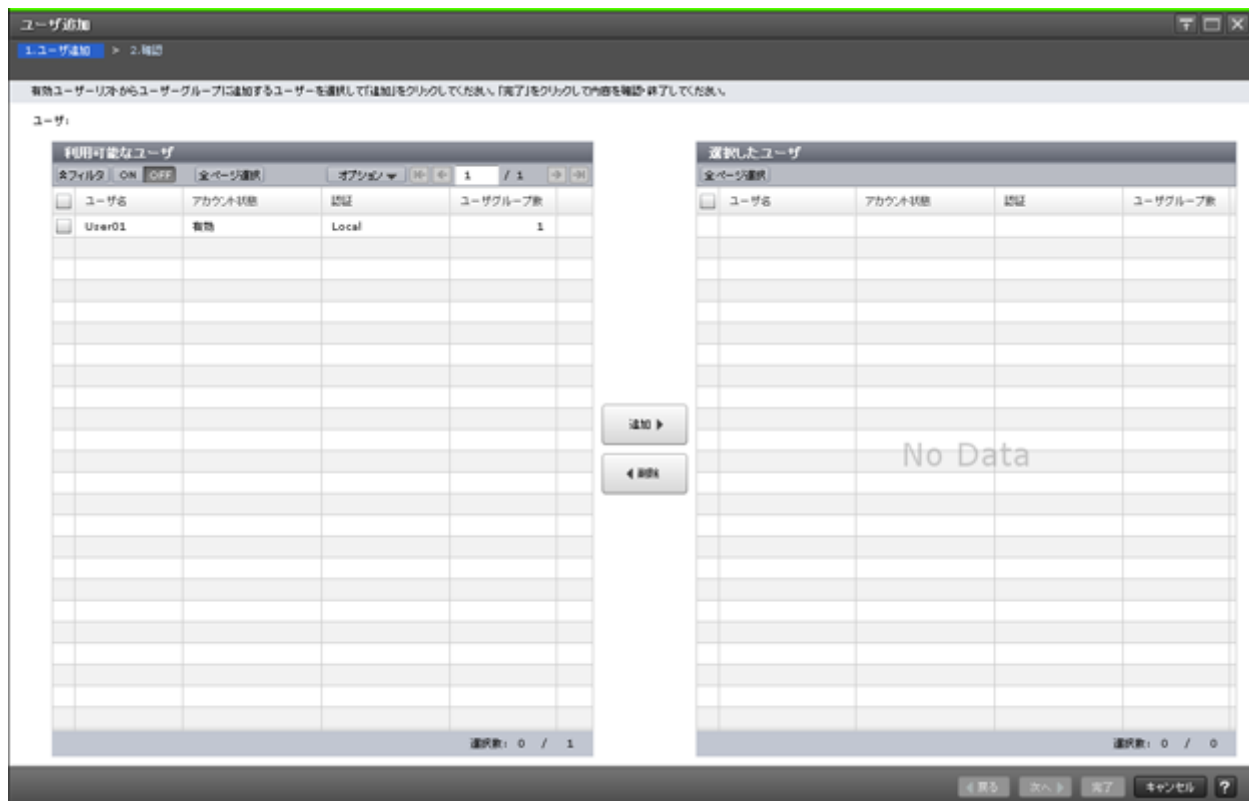 ユーザ追加
1.ユーザ追加 > 2.確認
有効ユーザーリストからユーザーグループに追加するユーザーを選択して「追加」をクリックしてください。「完了」をクリックして内容を確認・終了してください。
ユーザ:
利用可能なユーザ
全フィルタ ON OFF 全ページ選択 オプション 1 / 1
ユーザ名 アカウント状態 認証 ユーザグループ数
User01 有効 Local 1
選択数: 0 / 1
追加
削除
選択したユーザ
全ページ選択
ユーザ名 アカウント状態 認証 ユーザグループ数
No Data
選択数: 0 / 0
戻る 次へ 完了 キャンセル ?